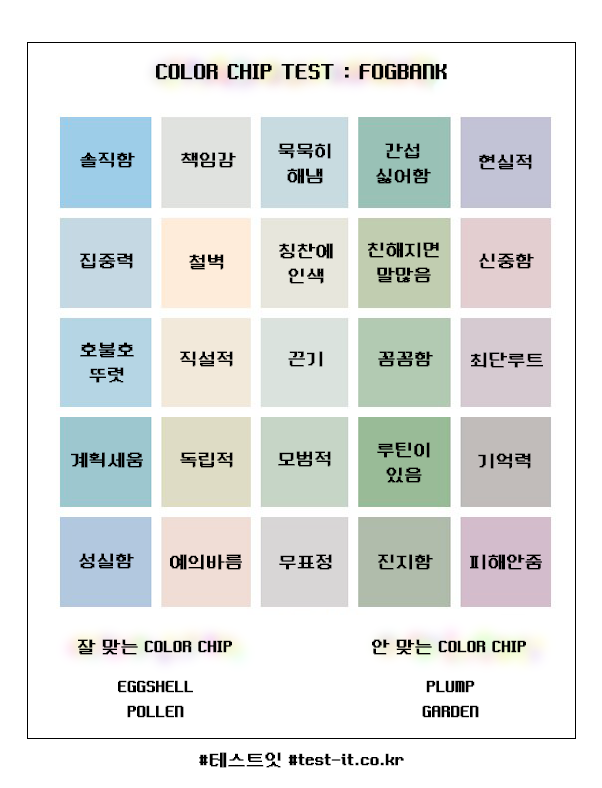 COLOR CHIP TEST : FOGBANK
솔직함
책임감
묵묵히
해냄
간섭
싫어함
현실적
집중력
철벽
칭찬에
인색
친해지면
말많음
신중함
호불호
뚜렷
직설적
끈기
꼼꼼함
최단루트
계획세움
독립적
모범적
루틴이
있음
기억력
성실함
예의바름
무표정
진지함
피해안줌
잘 맞는 COLOR CHIP
안 맞는 COLOR CHIP
EGGSHELL
PLUMP
POLLEN
GARDEN
#테스트잇 #test-it.co.kr